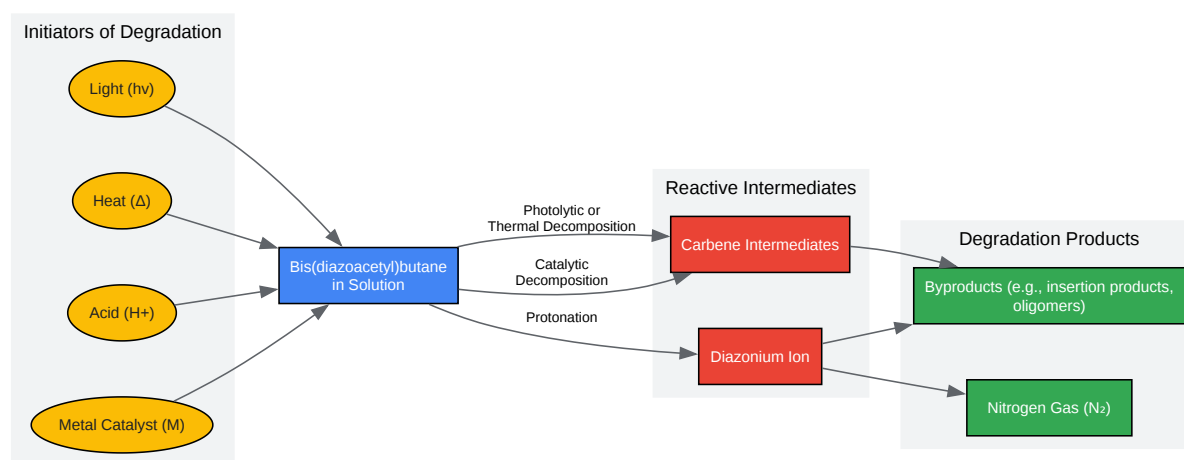 Initiators of Degradation
Light (hv)
Heat (Δ)
Acid (H+)
Metal Catalyst (M)
Bis(diazoacetyl)butane
in Solution
Photolytic or
Thermal Decomposition
Catalytic
Decomposition
Protonation
Reactive Intermediates
Carbene Intermediates
Diazonium Ion
Degradation Products
Byproducts (e.g., insertion products,
oligomers)
Nitrogen Gas (N₂)